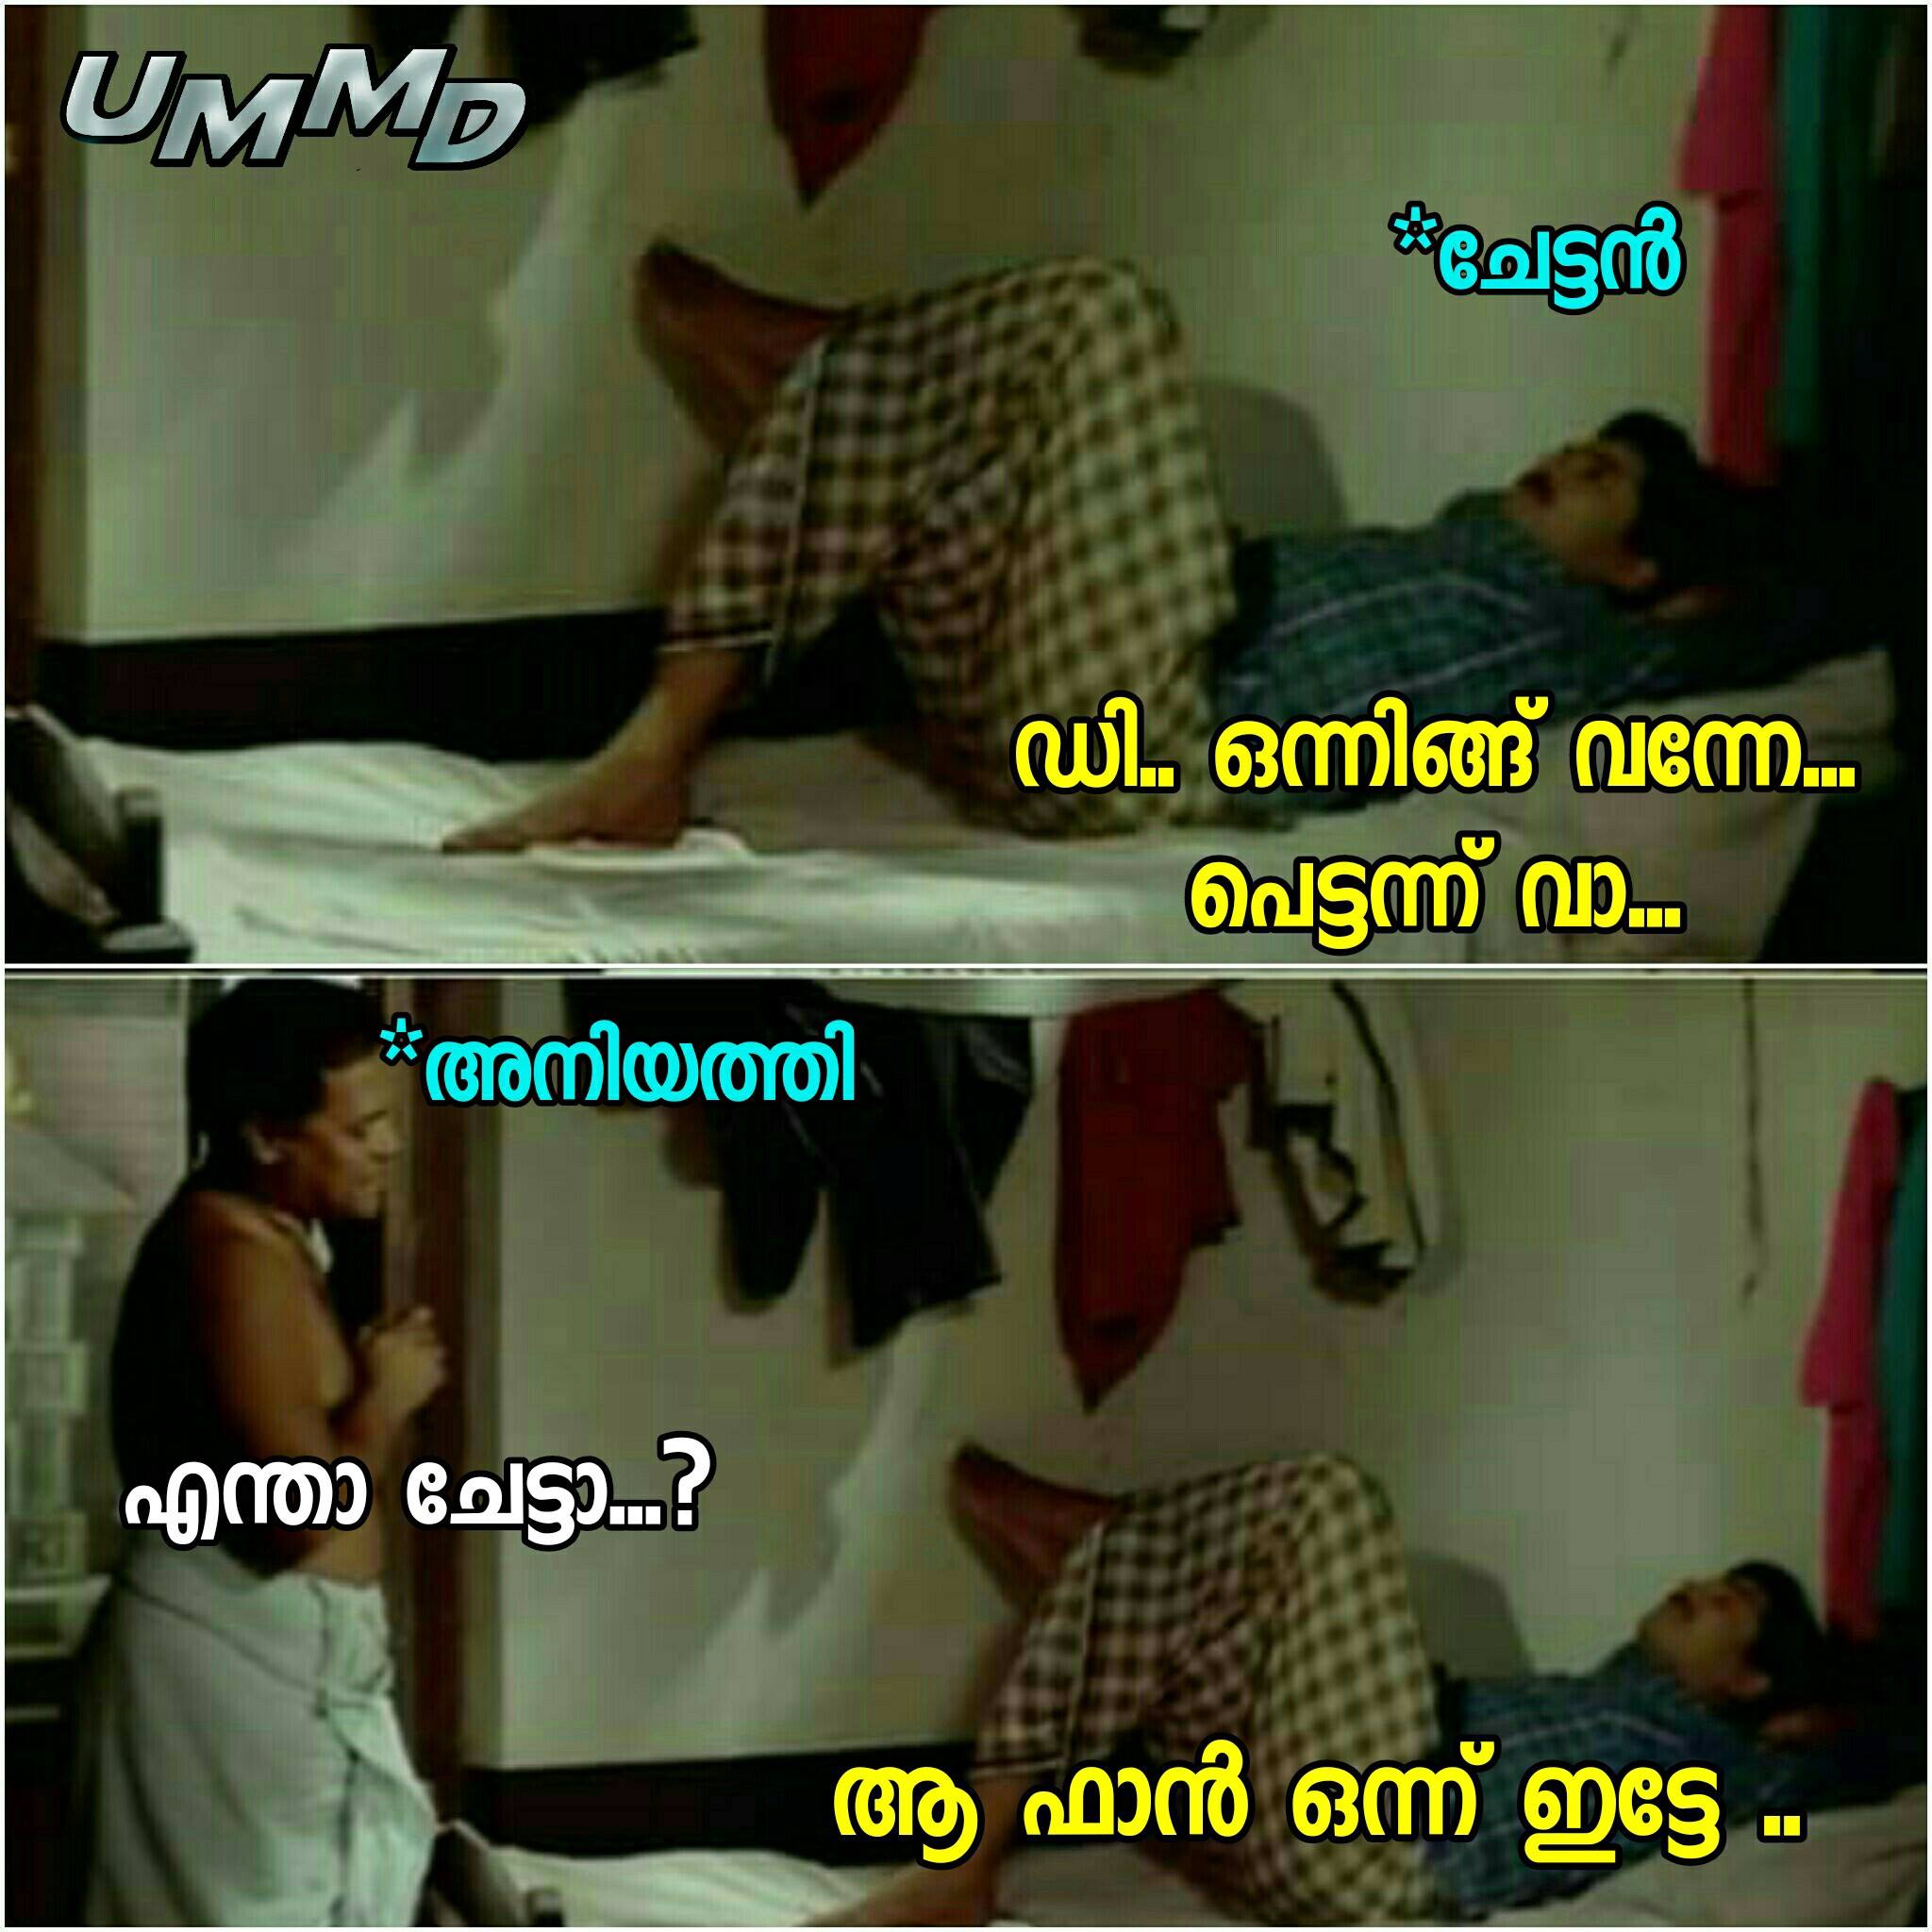 UMMD
*ചേട്ടൻ
ഡി.. ഒന്നിങ്ങ് വന്നേ...
പെട്ടന്ന് വാ...
*അനിയത്തി
എന്താ ചേട്ടാ...?
ആ ഫാൻ ഒന്ന് ഇട്ടേ ..